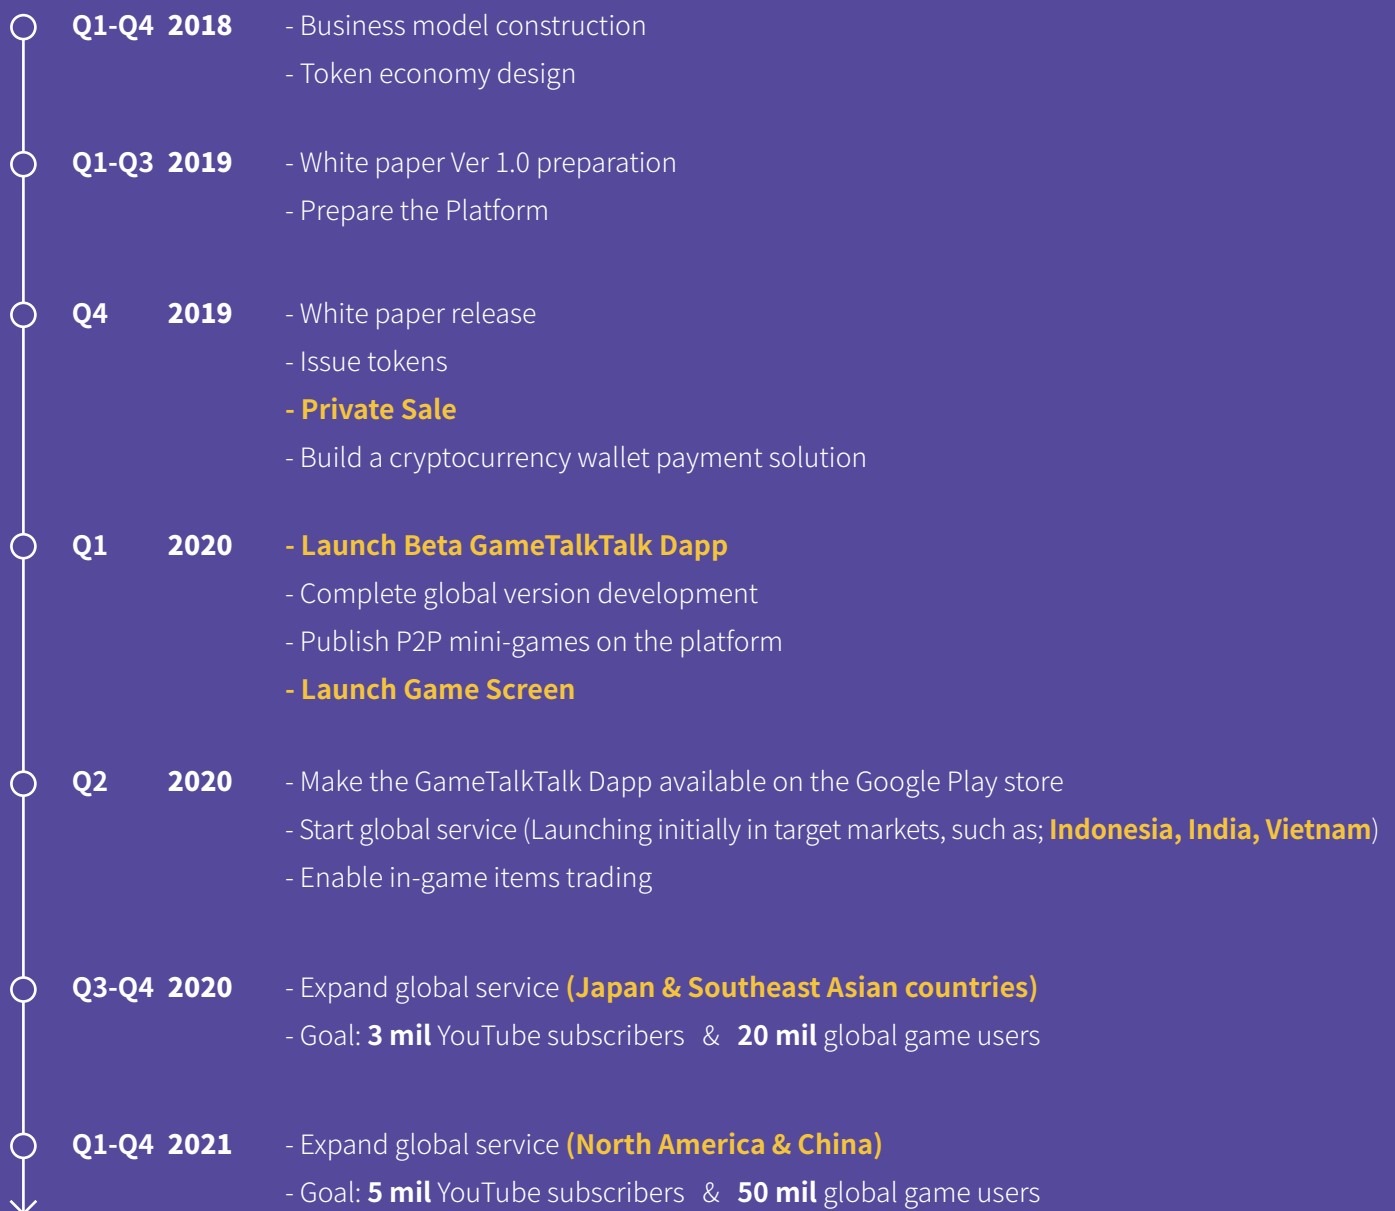 Q1-Q4 2018 - Business model construction
- Token economy design
Q1-Q3 2019 - White paper Ver 1.0 preparation
- Prepare the Platform
Q4 2019 - White paper release
- Issue tokens
- Private Sale
- Build a cryptocurrency wallet payment solution
Q1 2020 - Launch Beta GameTalkTalk Dapp
- Complete global version development
- Publish P2P mini-games on the platform
- Launch Game Screen
Q2 2020 - Make the GameTalkTalk Dapp available on the Google Play store
- Start global service (Launching initially in target markets, such as; Indonesia, India, Vietnam)
- Enable in-game items trading
Q3-Q4 2020 - Expand global service (Japan & Southeast Asian countries)
- Goal: 3 mil YouTube subscribers & 20 mil global game users
Q1-Q4 2021 - Expand global service (North America & China)
- Goal: 5 mil YouTube subscribers & 50 mil global game users